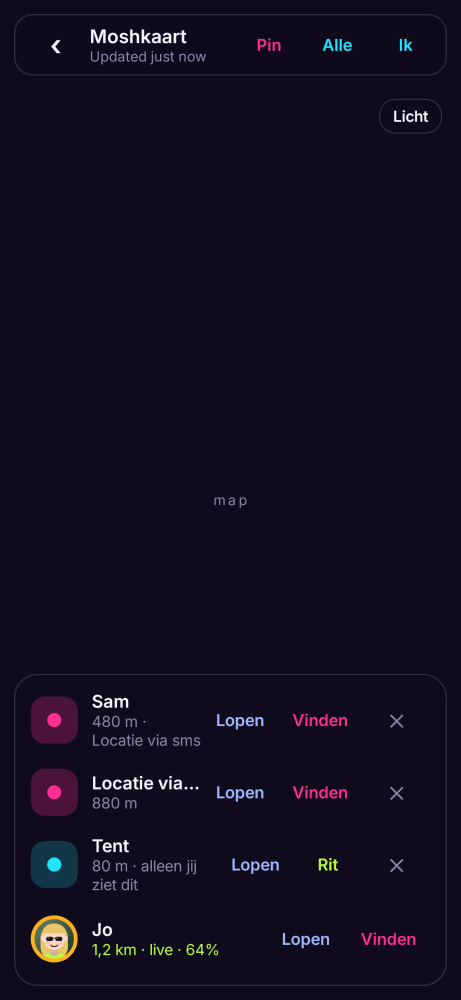 Moshkaart
Updated just now
Pin
Alle
Ik
Licht
map
Sam
480 m ·
Locatie via sms
Lopen
Vinden
Locatie via…
880 m
Lopen
Vinden
Tent
80 m · alleen jij
ziet dit
Lopen
Rit
Jo
1,2 km · live · 64%
Lopen
Vinden